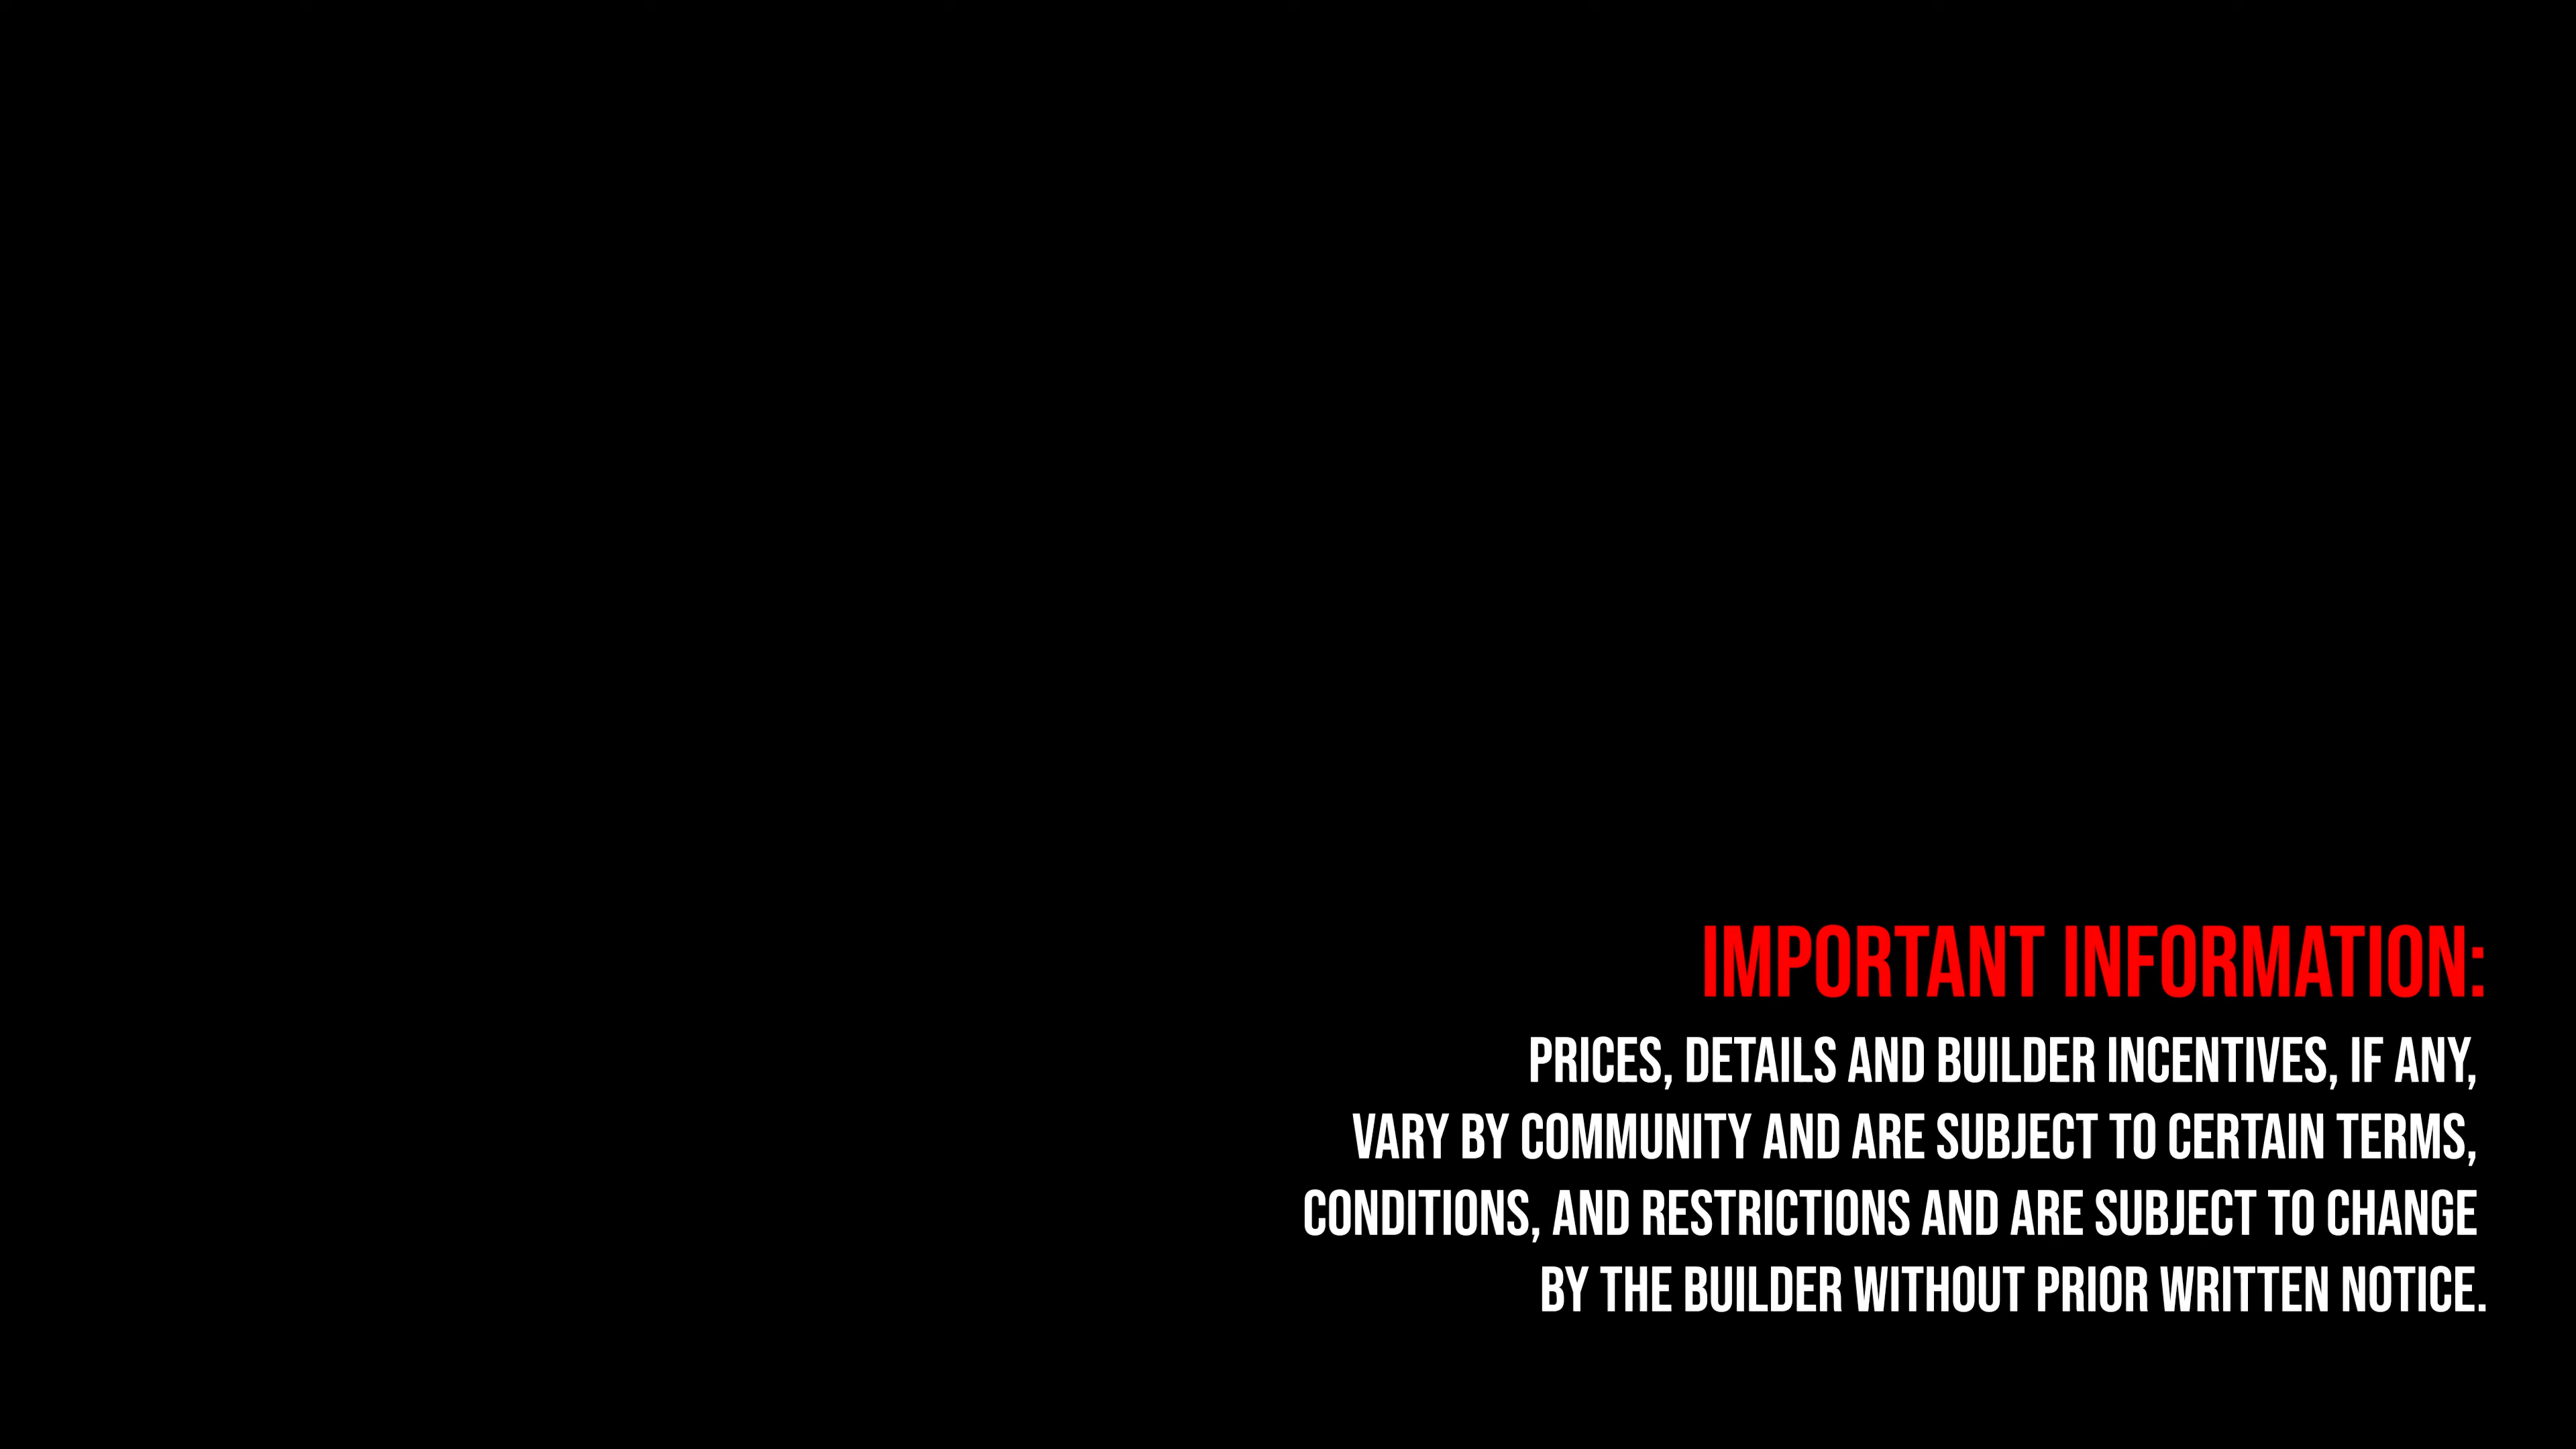 IMPORTANT INFORMATION:
PRICES, DETAILS AND BUILDER INCENTIVES, IF ANY,
VARY BY COMMUNITY AND ARE SUBJECT TO CERTAIN TERMS,
CONDITIONS, AND RESTRICTIONS AND ARE SUBJECT TO CHANGE
BY THE BUILDER WITHOUT PRIOR WRITTEN NOTICE.